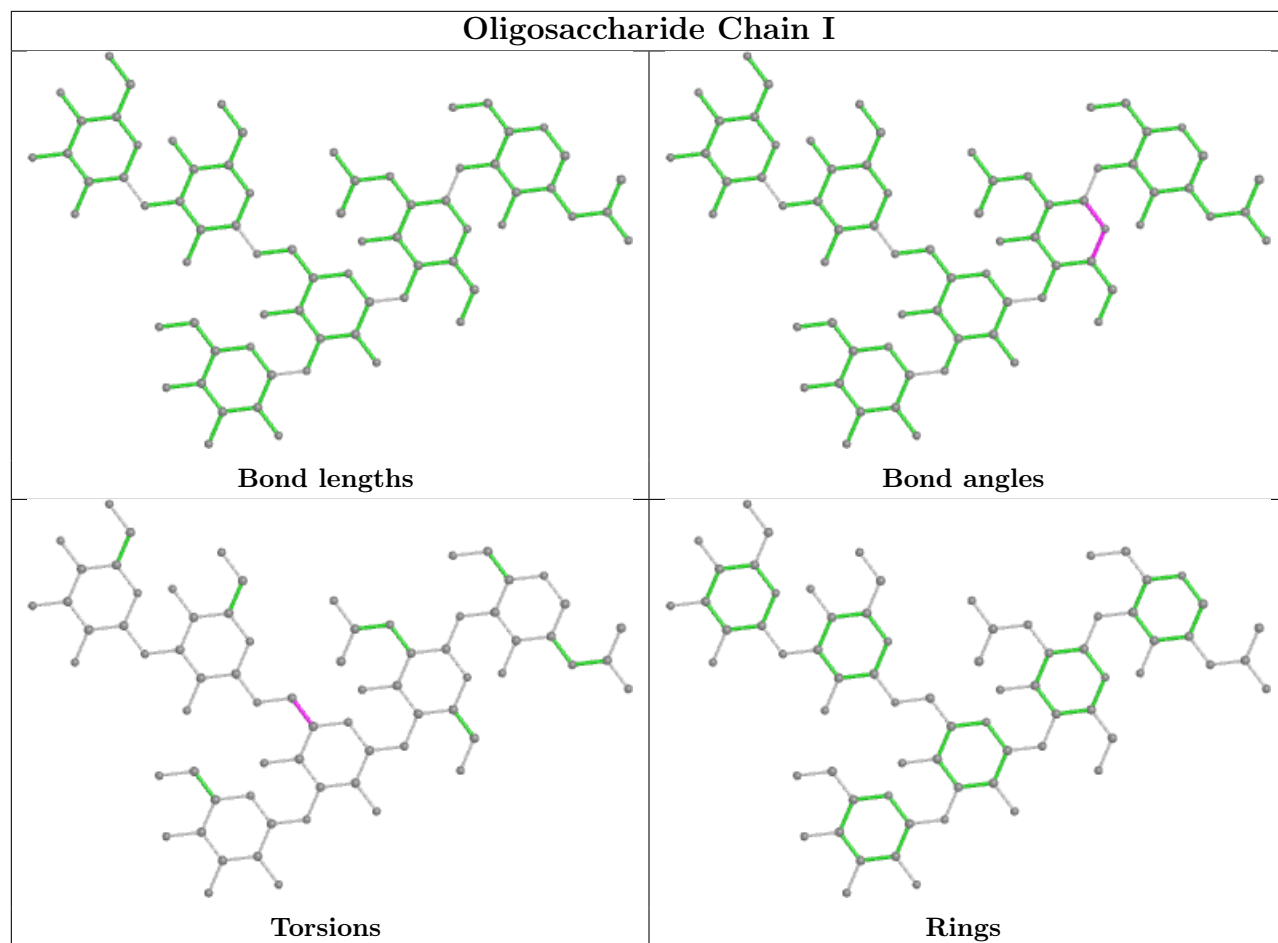 Oligosaccharide Chain I
Bond lengths
Bond angles
Torsions
Rings